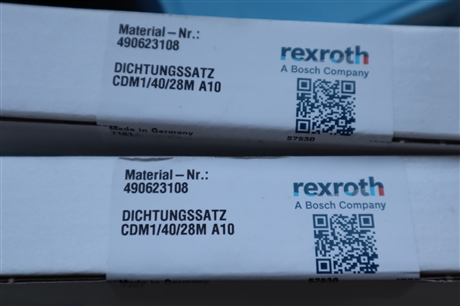 Material-Nr.:
490623108
rexroth
A Bosch Company
DICHTUNGSSATZ
CDM1/40/28M A10
Made in Germany
57530
Material-Nr.:
490623108
rexroth
A Bosch Company
DICHTUNGSSATZ
CDM1/40/28M A10